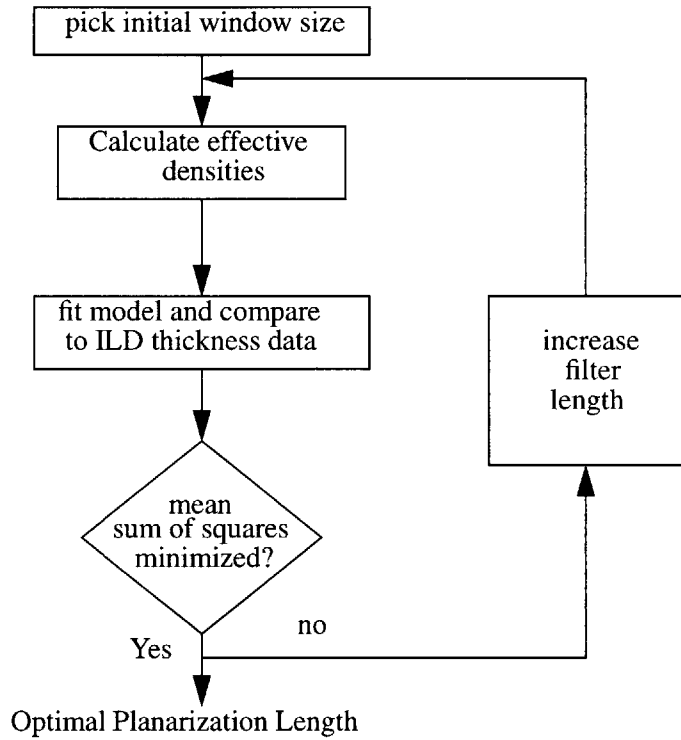 pick initial window size
Calculate effective
densities
fit model and compare
to ILD thickness data
increase
filter
length
mean
sum of squares
minimized?
Yes
no
Optimal Planarization Length